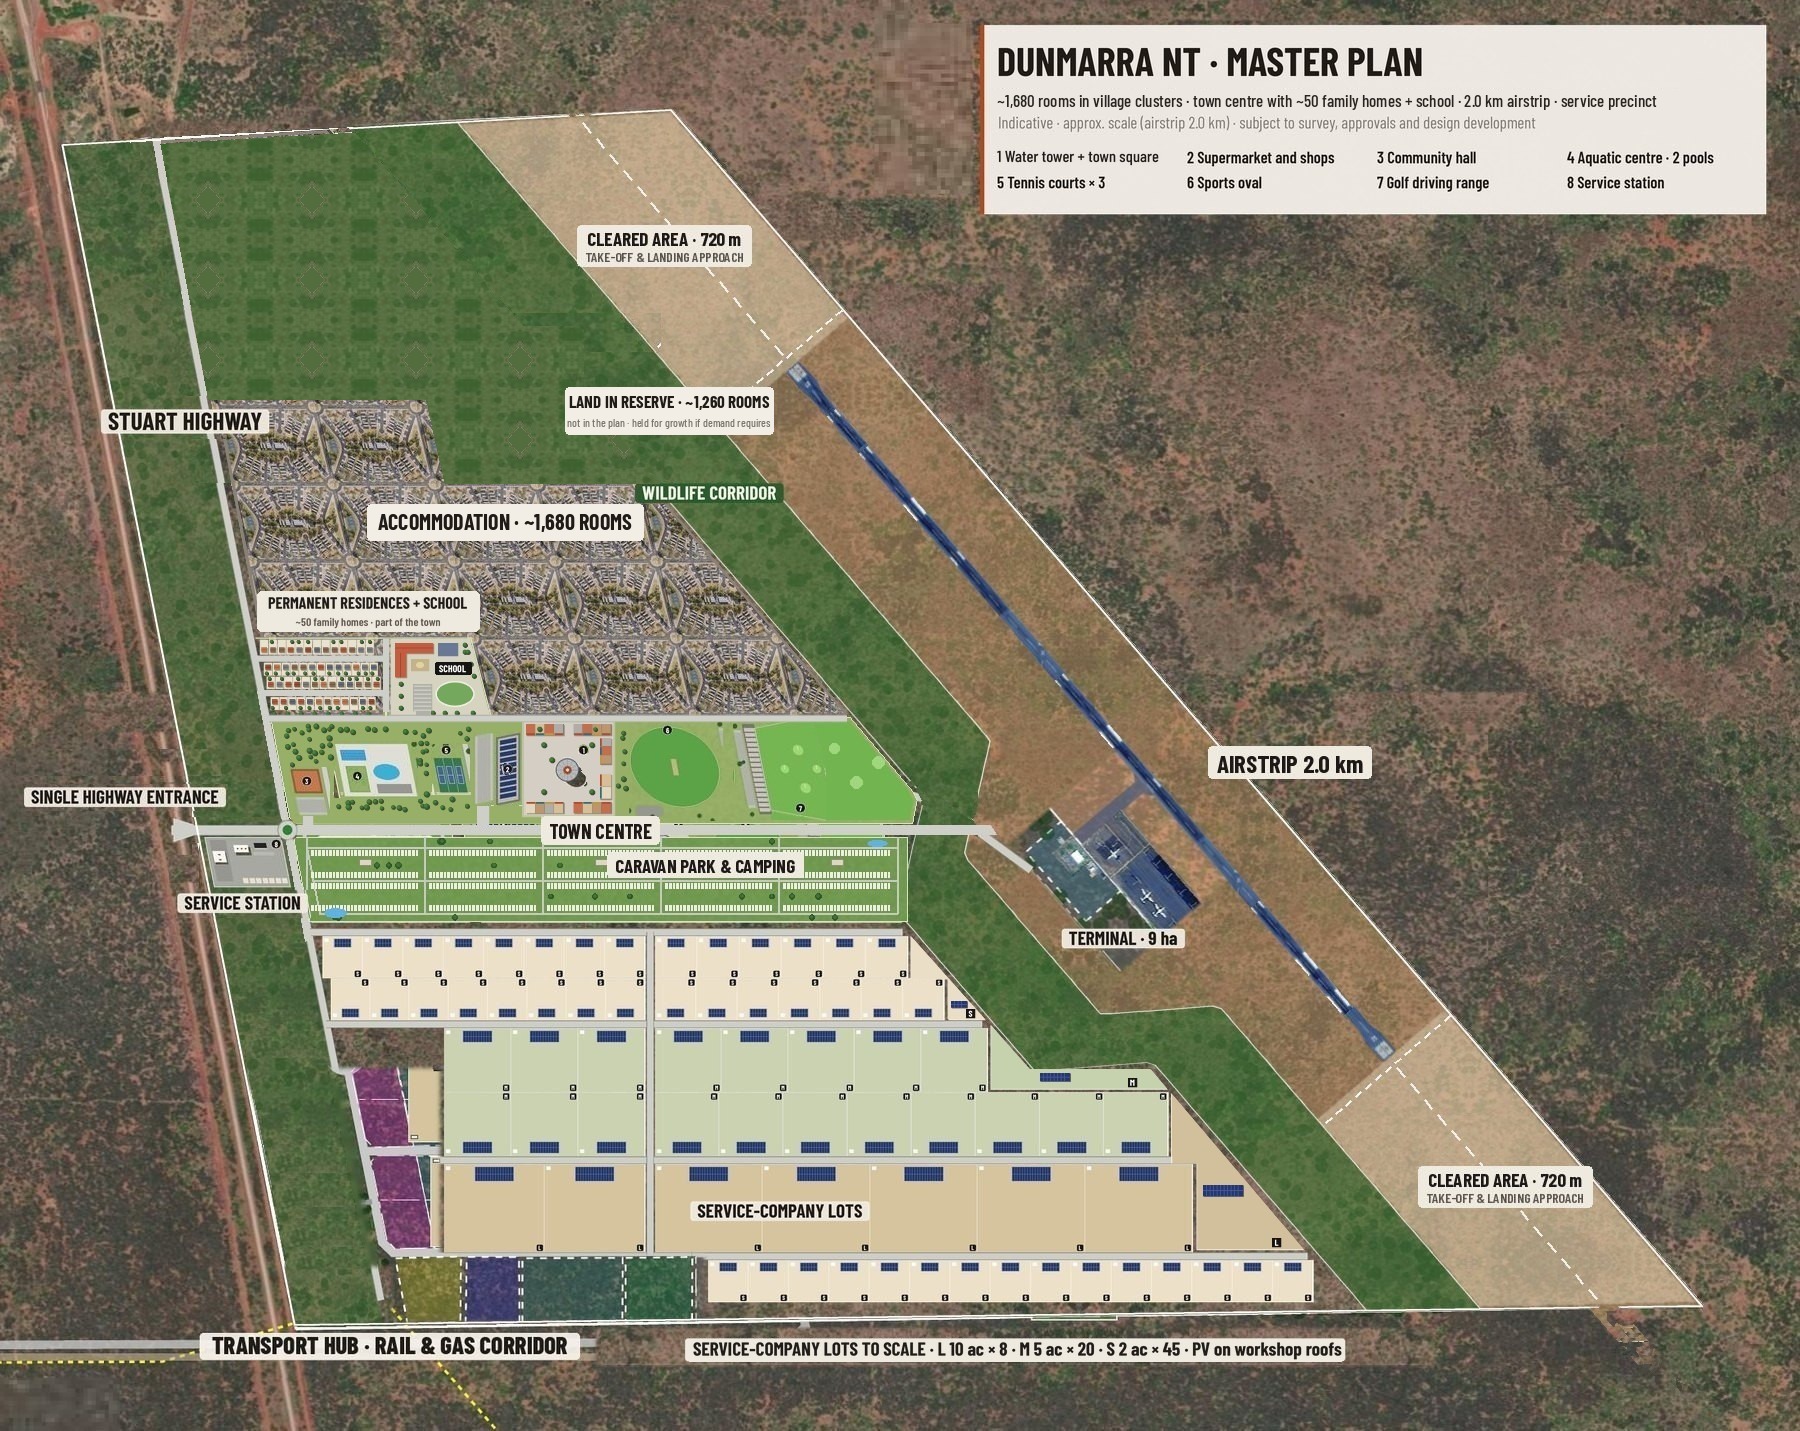 DUNMARRA NT · MASTER PLAN
~1,680 rooms in village clusters · town centre with ~50 family homes + school · 2.0 km airstrip · service precinct
Indicative · approx. scale (airstrip 2.0 km) · subject to survey, approvals and design development
1 Water tower + town square
2 Supermarket and shops
3 Community hall
4 Aquatic centre · 2 pools
5 Tennis courts × 3
6 Sports oval
7 Golf driving range
8 Service station
CLEARED AREA · 720 m
TAKE-OFF & LANDING APPROACH
LAND IN RESERVE · ~1,260 ROOMS
not in the plan · held for growth if demand requires
STUART HIGHWAY
WILDLIFE CORRIDOR
ACCOMMODATION · ~1,680 ROOMS
PERMANENT RESIDENCES + SCHOOL
~50 family homes · part of the town
SCHOOL
AIRSTRIP 2.0 km
SINGLE HIGHWAY ENTRANCE
TOWN CENTRE
CARAVAN PARK & CAMPING
SERVICE STATION
TERMINAL · 9 ha
CLEARED AREA · 720 m
TAKE-OFF & LANDING APPROACH
SERVICE-COMPANY LOTS
TRANSPORT HUB · RAIL & GAS CORRIDOR
SERVICE-COMPANY LOTS TO SCALE · L 10 ac × 8 · M 5 ac × 20 · S 2 ac × 45 · PV on workshop roofs